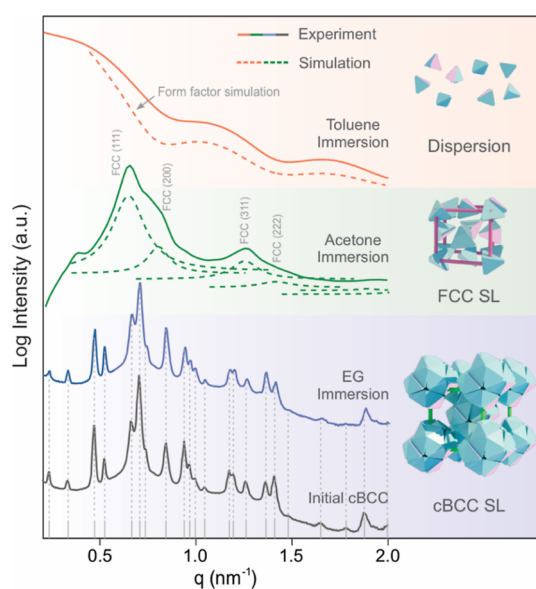 Experiment
Simulation
Form factor simulation
Toluene
Immersion
Dispersion
FCC (111)
FCC (200)
FCC (311)
FCC (222)
Acetone
Immersion
FCC SL
Log Intensity (a.u.)
EG
Immersion
Initial cBCC
cBCC SL
0.5
1.0
1.5
2.0
q (nm⁻¹)